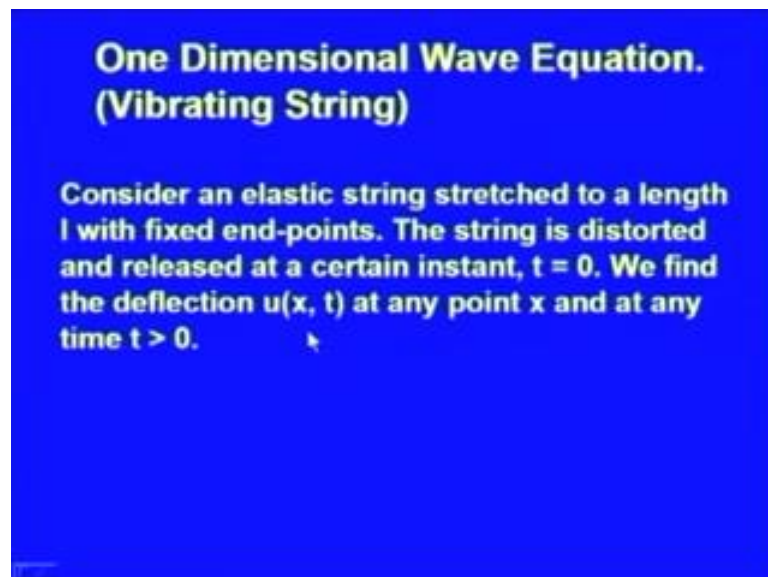 One Dimensional Wave Equation.
(Vibrating String)
Consider an elastic string stretched to a length
l with fixed end-points. The string is distorted
and released at a certain instant, t = 0. We find
the deflection u(x, t) at any point x and at any
time t > 0.